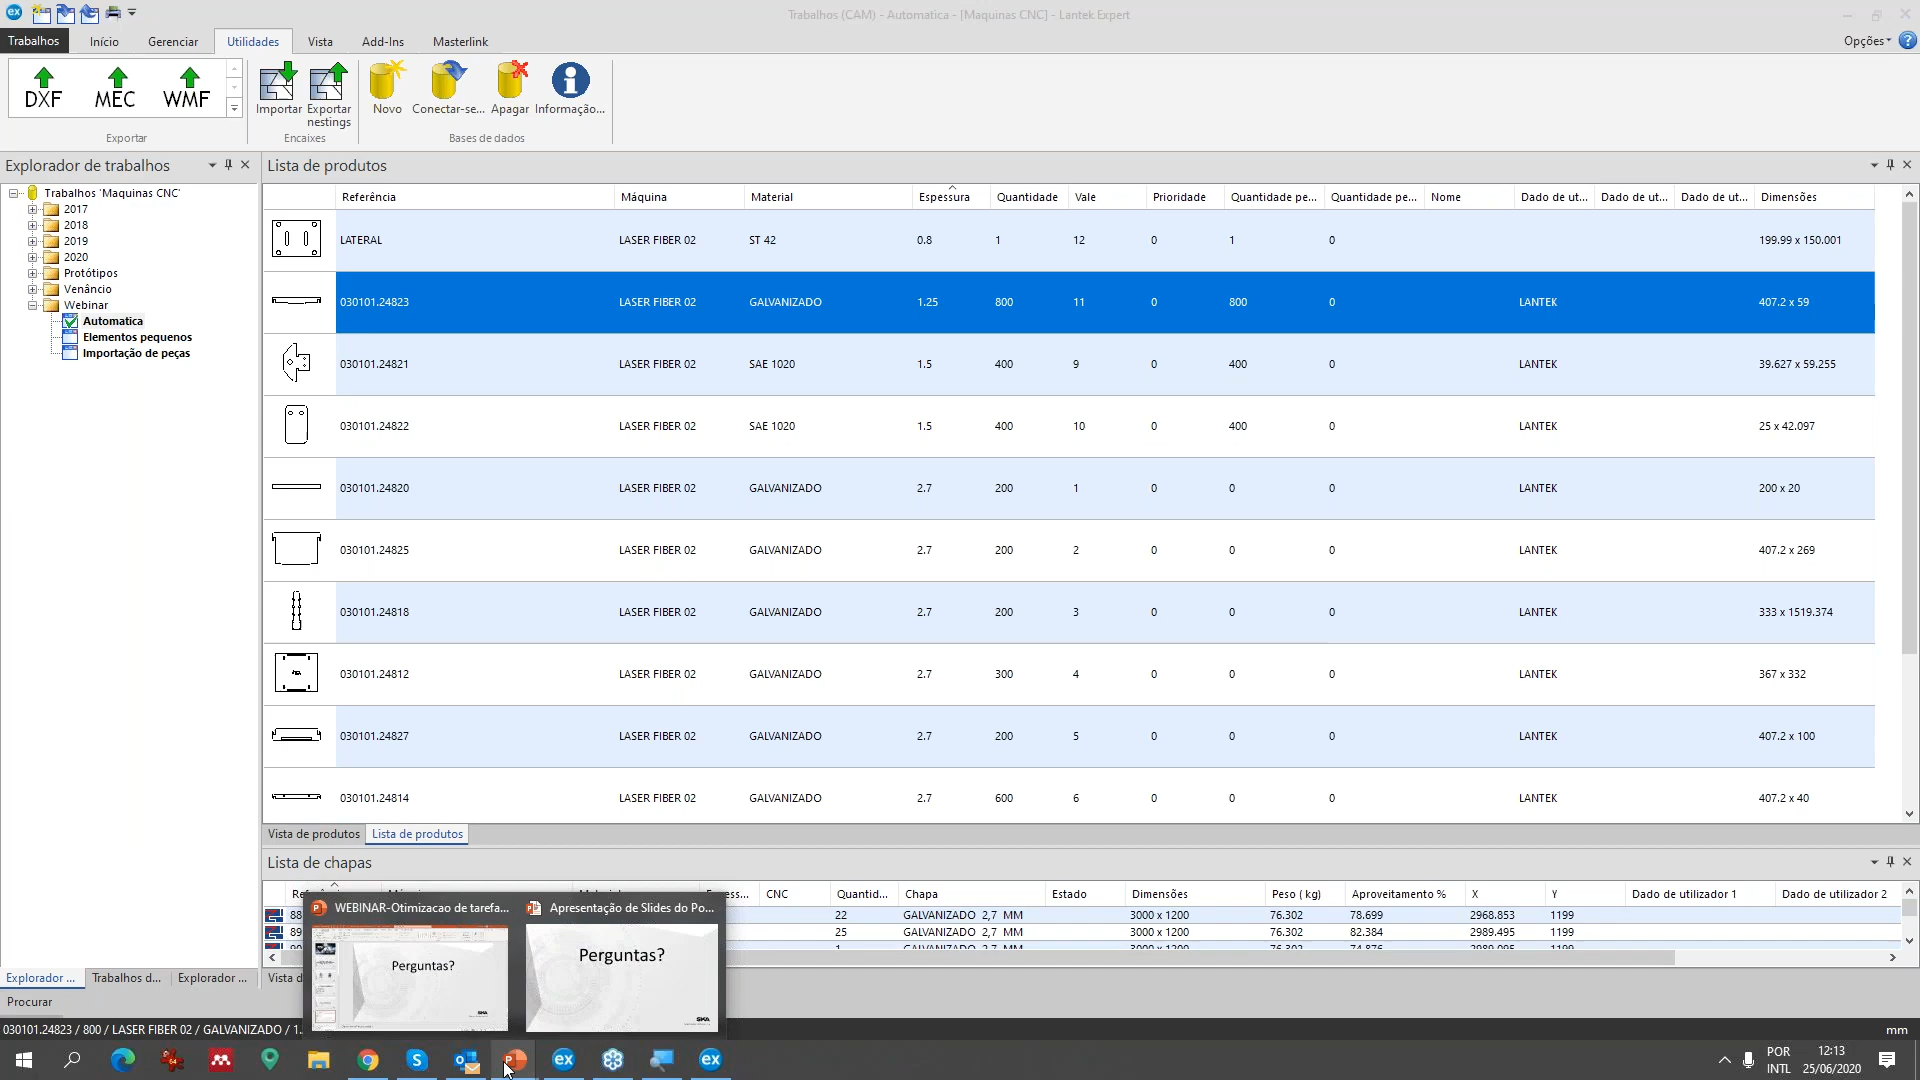 Trabalhos (CAM) - Automatica - [Maquinas CNC] - Lantek Expert
Trabalhos Início Gerenciar Utilidades Vista Add-Ins Masterlink Opções
DXF MEC WMF Importar Exportar nestings Novo Conectar-se... Apagar Informação...
Exportar Encaixes Bases de dados
Explorador de trabalhos
Trabalhos 'Maquinas CNC'
2017
2018
2019
2020
Protótipos
Venâncio
Webinar
Automatica
Elementos pequenos
Importação de peças
Lista de produtos
Referência Máquina Material Espessura Quantidade Vale Prioridade Quantidade pe... Quantidade pe... Nome Dado de ut... Dado de ut... Dado de ut... Dimensões
LATERAL LASER FIBER 02 ST 42 0.8 1 12 0 1 0 199.99 x 150.001
030101.24823 LASER FIBER 02 GALVANIZADO 1.25 800 11 0 800 0 LANTEK 407.2 x 59
030101.24821 LASER FIBER 02 SAE 1020 1.5 400 9 0 400 0 LANTEK 39.627 x 59.255
030101.24822 LASER FIBER 02 SAE 1020 1.5 400 10 0 400 0 LANTEK 25 x 42.097
030101.24820 LASER FIBER 02 GALVANIZADO 2.7 200 1 0 0 0 LANTEK 200 x 20
030101.24825 LASER FIBER 02 GALVANIZADO 2.7 200 2 0 0 0 LANTEK 407.2 x 269
030101.24818 LASER FIBER 02 GALVANIZADO 2.7 200 3 0 0 0 LANTEK 333 x 1519.374
030101.24812 LASER FIBER 02 GALVANIZADO 2.7 300 4 0 0 0 LANTEK 367 x 332
030101.24827 LASER FIBER 02 GALVANIZADO 2.7 200 5 0 0 0 LANTEK 407.2 x 100
030101.24814 LASER FIBER 02 GALVANIZADO 2.7 600 6 0 0 0 LANTEK 407.2 x 40
Vista de produtos Lista de produtos
Lista de chapas
CNC Quantid... Chapa Estado Dimensões Peso ( kg) Aproveitamento % X Y Dado de utilizador 1 Dado de utilizador 2
22 GALVANIZADO 2,7 MM 3000 x 1200 76.302 78.699 2968.853 1199
25 GALVANIZADO 2,7 MM 3000 x 1200 76.302 82.384 2989.495 1199
1 GALVANIZADO 2,7 MM 3000 x 1200 76.302 74.876 2989.095 1199
WEBINAR-Otimizacao de tarefa... Apresentação de Slides do Po...
Perguntas?
SKA
Perguntas?
SKA
Explorador ... Trabalhos d... Explorador ... Vista d
Procurar
030101.24823 / 800 / LASER FIBER 02 / GALVANIZADO / 1. mm
POR
INTL
12:13
25/06/2020